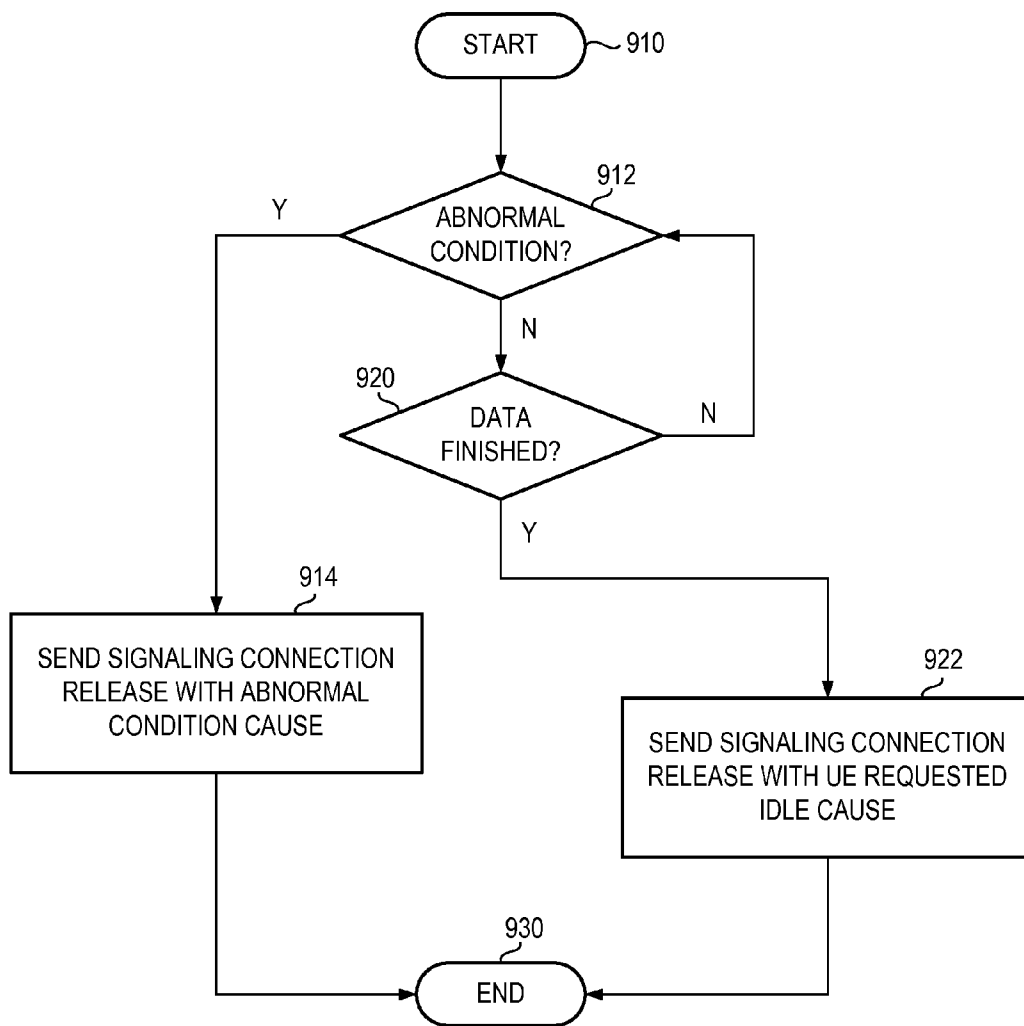 START
910
912
Y
ABNORMAL
CONDITION?
N
920
DATA
FINISHED?
N
Y
914
SEND SIGNALING CONNECTION
RELEASE WITH ABNORMAL
CONDITION CAUSE
922
SEND SIGNALING CONNECTION
RELEASE WITH UE REQUESTED
IDLE CAUSE
930
END